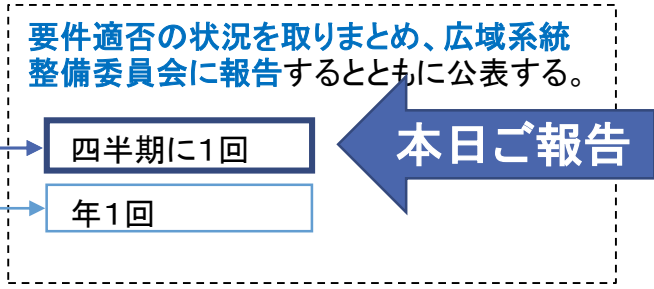 要件適否の状況を取りまとめ、広域系統
整備委員会に報告するとともに公表する。
四半期に１回
本日ご報告
年１回